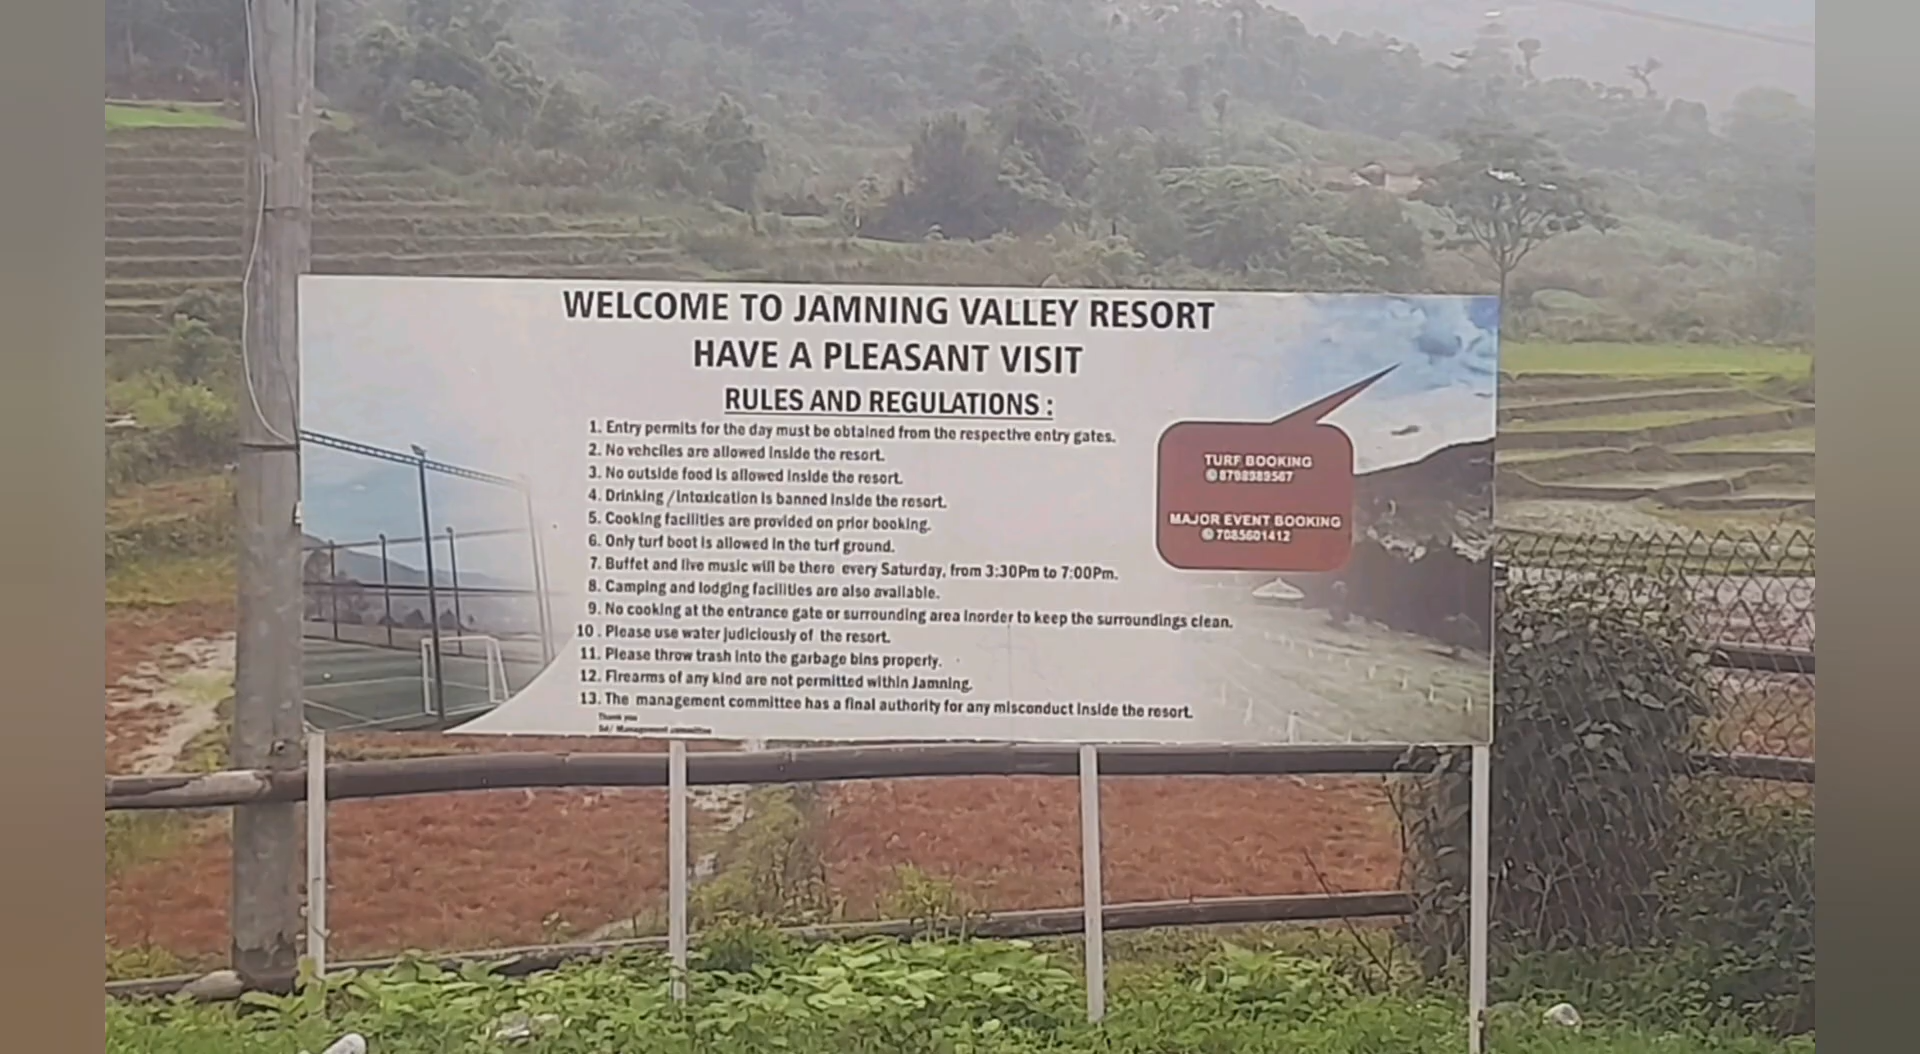 WELCOME TO JAMNING VALLEY RESORT
HAVE A PLEASANT VISIT
RULES AND REGULATIONS :
1. Entry permits for the day must be obtained from the respective entry gates.
2. No vehciles are allowed inside the resort.
3. No outside food is allowed inside the resort.
4. Drinking /Intoxication is banned inside the resort.
5. Cooking facilities are provided on prior booking.
6. Only turf boot is allowed in the turf ground.
7. Buffet and live music will be there every Saturday, from 3:30Pm to 7:00Pm.
8. Camping and lodging facilities are also available.
9. No cooking at the entrance gate or surrounding area inorder to keep the surroundings clean.
10 . Please use water judiciously of the resort.
11. Please throw trash into the garbage bins properly.
12. Firearms of any kind are not permitted within Jamning.
13. The management committee has a final authority for any misconduct inside the resort.
Thank you
Sd/ Management committee
TURF BOOKING
MAJOR EVENT BOOKING
7085601412